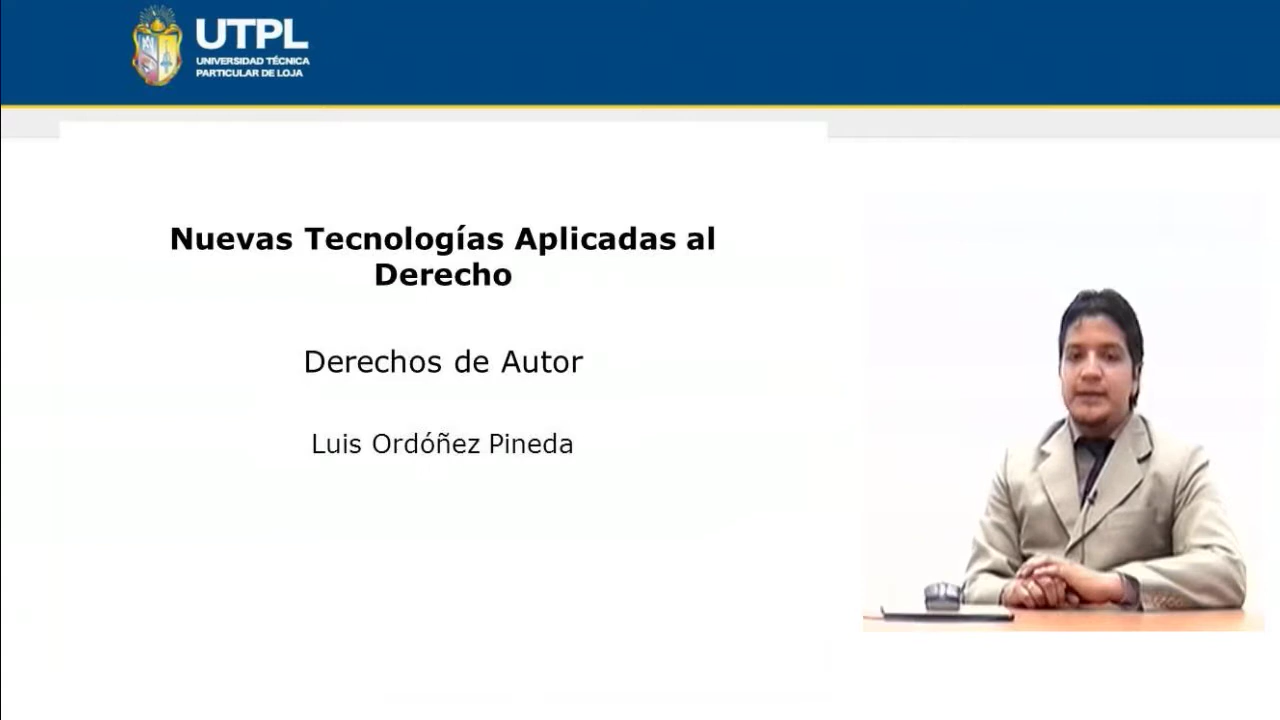 UTPL
UNIVERSIDAD TÉCNICA
PARTICULAR DE LOJA
Nuevas Tecnologías Aplicadas al
Derecho
Derechos de Autor
Luis Ordóñez Pineda